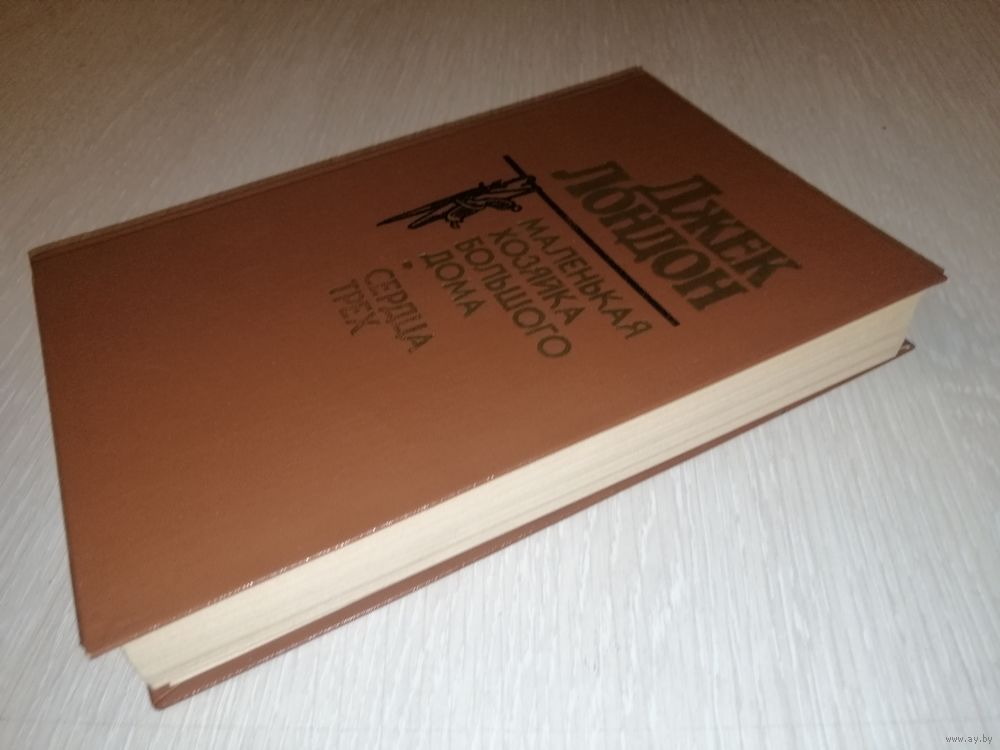 ДЖЕК
ЛОНДОН
МАЛЕНЬКАЯ
ХОЗЯЙКА
БОЛЬШОГО
ДОМА
•
СЕРДЦА
ТРЕХ
www.ay.by